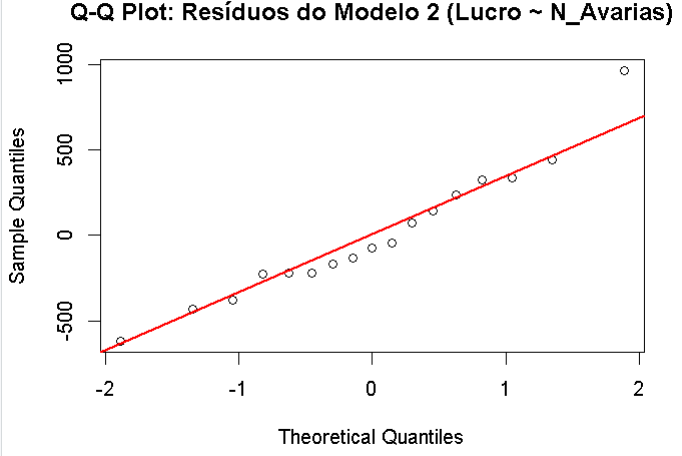 Q-Q Plot: Resíduos do Modelo 2 (Lucro ~ N_Avarias)
1000
500
0
-500
Sample Quantiles
-2 -1 0 1 2
Theoretical Quantiles